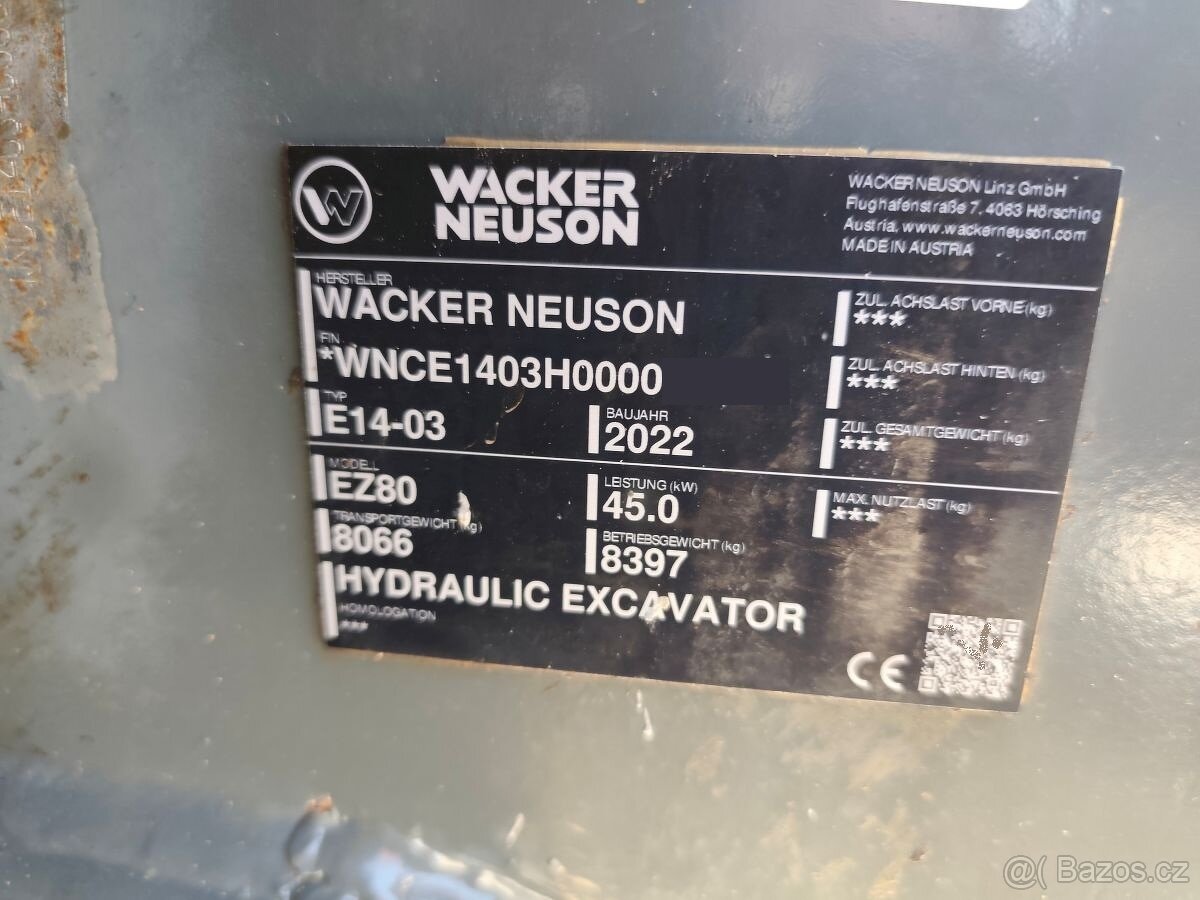 WACKER
NEUSON
WACKER NEUSON Linz GmbH
Flughafenstraße 7, 4063 Hörsching
Austria, www.wackerneuson.com
MADE IN AUSTRIA
HERSTELLER
WACKER NEUSON
FIN
*WNCE1403H0000
TYP
E14-03
BAUJAHR
2022
MODELL
EZ80
LEISTUNG (kW)
45.0
TRANSPORTGEWICHT (kg)
8066
BETRIEBSGEWICHT (kg)
8397
HYDRAULIC EXCAVATOR
HOMOLOGATION
***
ZUL. ACHSLAST VORNE (kg)
***
ZUL. ACHSLAST HINTEN (kg)
***
ZUL. GESAMTGEWICHT (kg)
***
MAX. NUTZLAST (kg)
***
CE
Bazos.cz